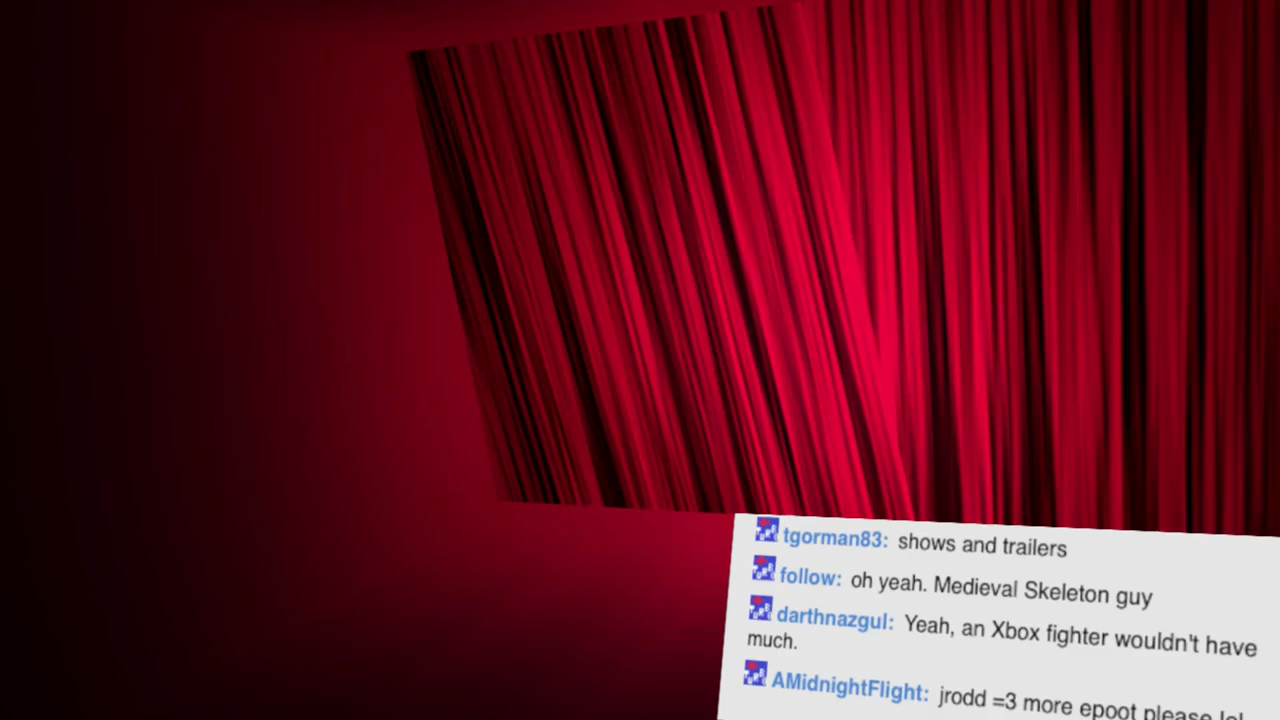 tgorman83: shows and trailers
follow: oh yeah. Medieval Skeleton guy
darthnazgul: Yeah, an Xbox fighter wouldn't have
much.
AMidnightFlight: jrodd =3 more epoot please lol